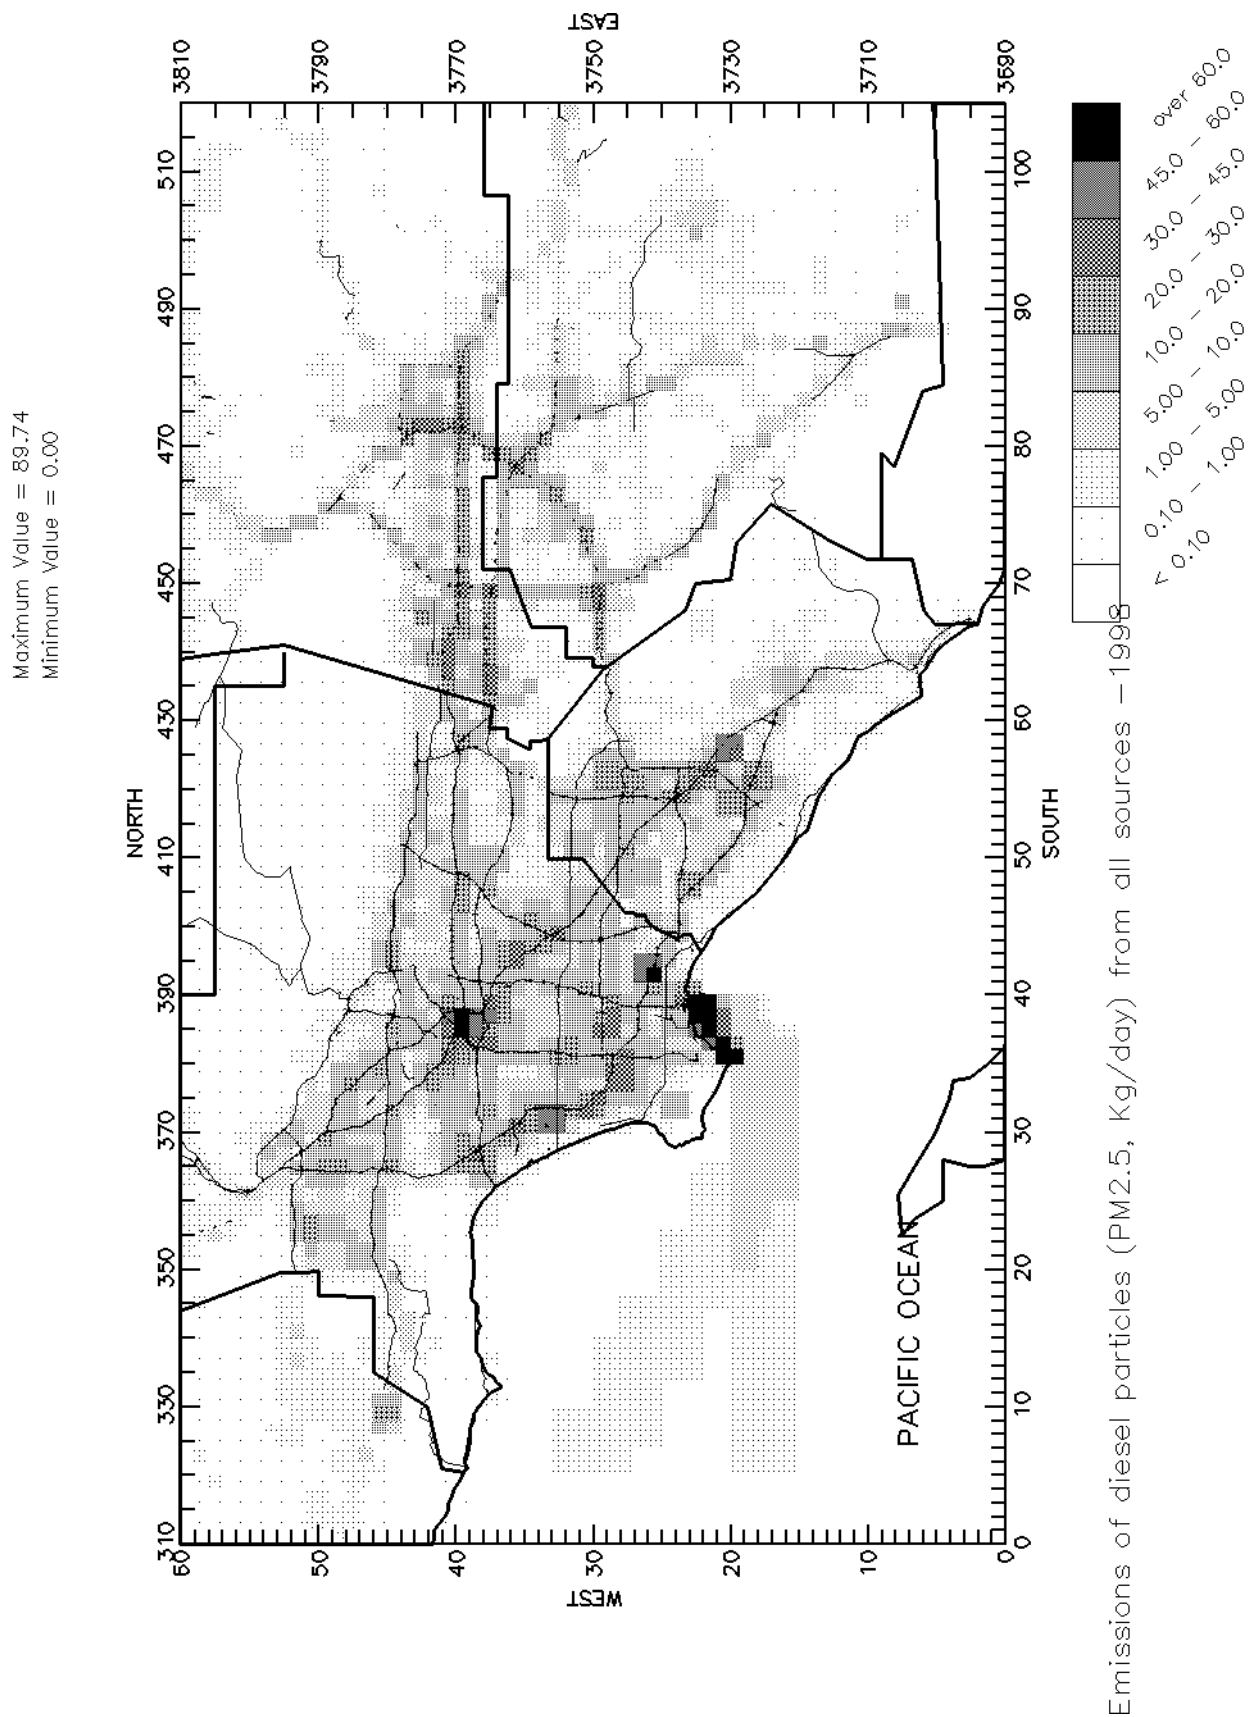 Maximum Value = 89.74
Minimum Value = 0.00
NORTH
310 330 350 370 390 410 430 450 470 490 510
WEST
60 50 40 30 20 10 0
EAST
3810 3790 3770 3750 3730 3710 3690
PACIFIC OCEAN
0 10 20 30 40 50 60 70 80 90 100
SOUTH
< 0.10
0.10 - 1.00
1.00 - 5.00
5.00 - 10.0
10.0 - 20.0
20.0 - 30.0
30.0 - 45.0
45.0 - 60.0
over 60.0
Emissions of diesel particles (PM2.5, Kg/day) from all sources - 1998